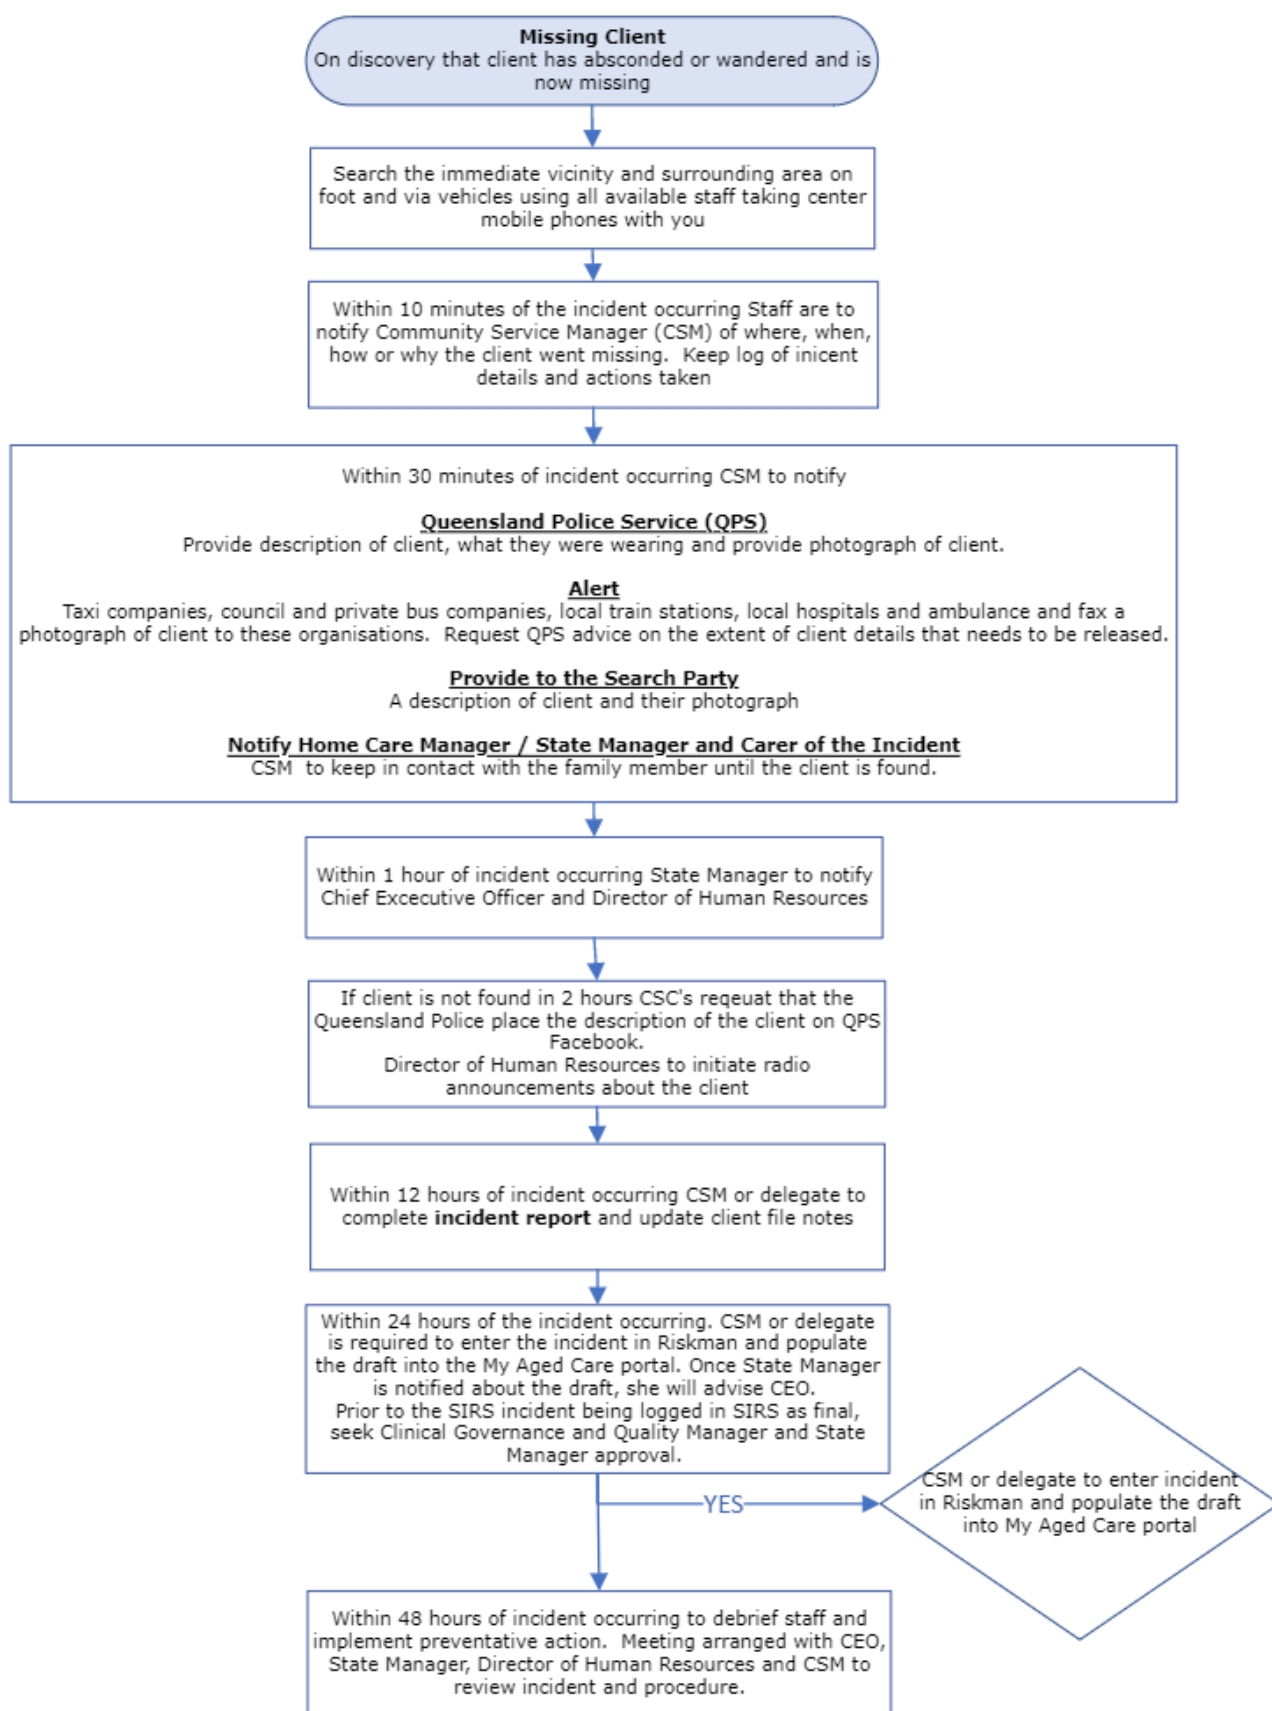 Missing Client
On discovery that client has absconded or wandered and is
now missing
Search the immediate vicinity and surrounding area on
foot and via vehicles using all available staff taking center
mobile phones with you
Within 10 minutes of the incident occurring Staff are to
notify Community Service Manager (CSM) of where, when,
how or why the client went missing. Keep log of inicent
details and actions taken
Within 30 minutes of incident occurring CSM to notify
Queensland Police Service (QPS)
Provide description of client, what they were wearing and provide photograph of client.
Alert
Taxi companies, council and private bus companies, local train stations, local hospitals and ambulance and fax a
photograph of client to these organisations. Request QPS advice on the extent of client details that needs to be released.
Provide to the Search Party
A description of client and their photograph
Notify Home Care Manager / State Manager and Carer of the Incident
CSM to keep in contact with the family member until the client is found.
Within 1 hour of incident occurring State Manager to notify
Chief Excecutive Officer and Director of Human Resources
If client is not found in 2 hours CSC's reqeuat that the
Queensland Police place the description of the client on QPS
Facebook.
Director of Human Resources to initiate radio
announcements about the client
Within 12 hours of incident occurring CSM or delegate to
complete incident report and update client file notes
Within 24 hours of the incident occurring. CSM or delegate
is required to enter the incident in Riskman and populate
the draft into the My Aged Care portal. Once State Manager
is notified about the draft, she will advise CEO.
Prior to the SIRS incident being logged in SIRS as final,
seek Clinical Governance and Quality Manager and State
Manager approval.
YES
CSM or delegate to enter incident
in Riskman and populate the draft
into My Aged Care portal
Within 48 hours of incident occurring to debrief staff and
implement preventative action. Meeting arranged with CEO,
State Manager, Director of Human Resources and CSM to
review incident and procedure.